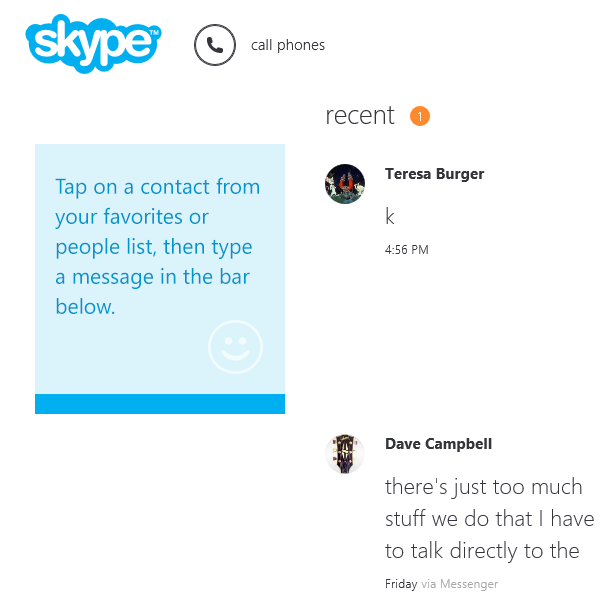 skype™
call phones
recent 1
Tap on a contact from
your favorites or
people list, then type
a message in the bar
below.
Teresa Burger
k
4:56 PM
Dave Campbell
there's just too much
stuff we do that I have
to talk directly to the
Friday via Messenger